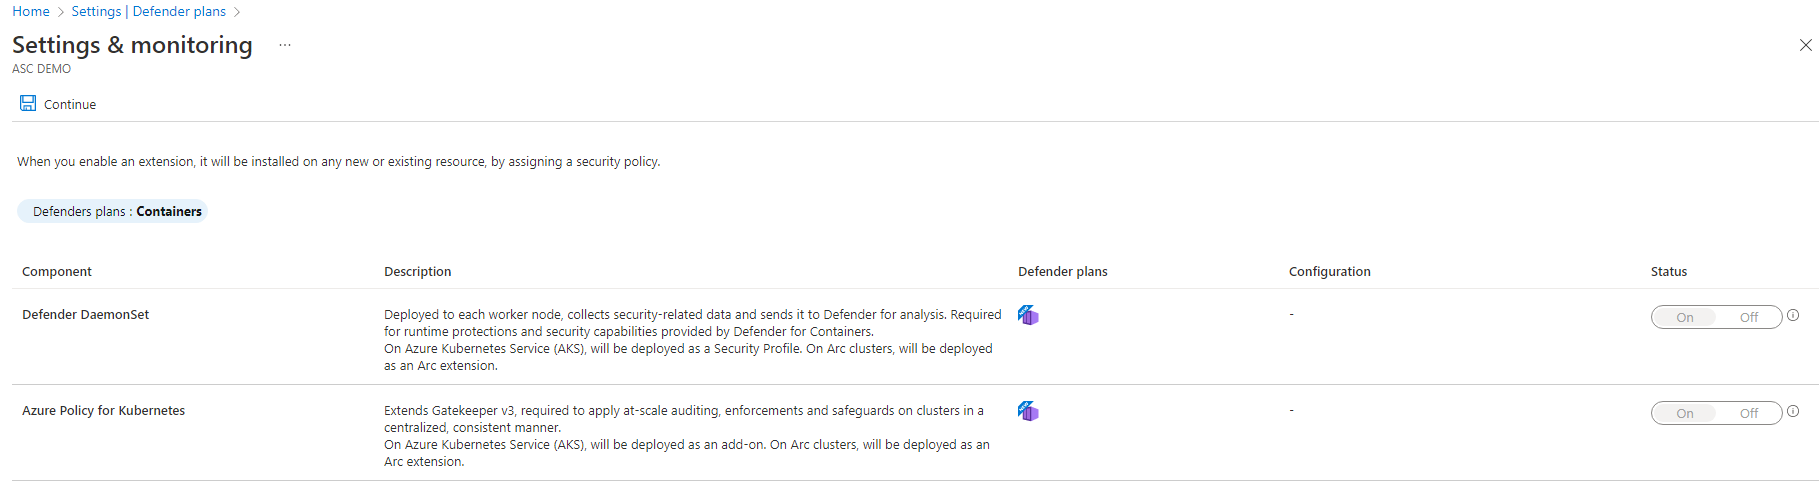 Home > Settings | Defender plans >
Settings & monitoring ...
ASC DEMO
Continue
When you enable an extension, it will be installed on any new or existing resource, by assigning a security policy.
Defenders plans : Containers
Component Description Defender plans Configuration Status
Defender DaemonSet
Deployed to each worker node, collects security-related data and sends it to Defender for analysis. Required
for runtime protections and security capabilities provided by Defender for Containers.
On Azure Kubernetes Service (AKS), will be deployed as a Security Profile. On Arc clusters, will be deployed
as an Arc extension.
- On Off
Azure Policy for Kubernetes
Extends Gatekeeper v3, required to apply at-scale auditing, enforcements and safeguards on clusters in a
centralized, consistent manner.
On Azure Kubernetes Service (AKS), will be deployed as an add-on. On Arc clusters, will be deployed as an
Arc extension.
- On Off